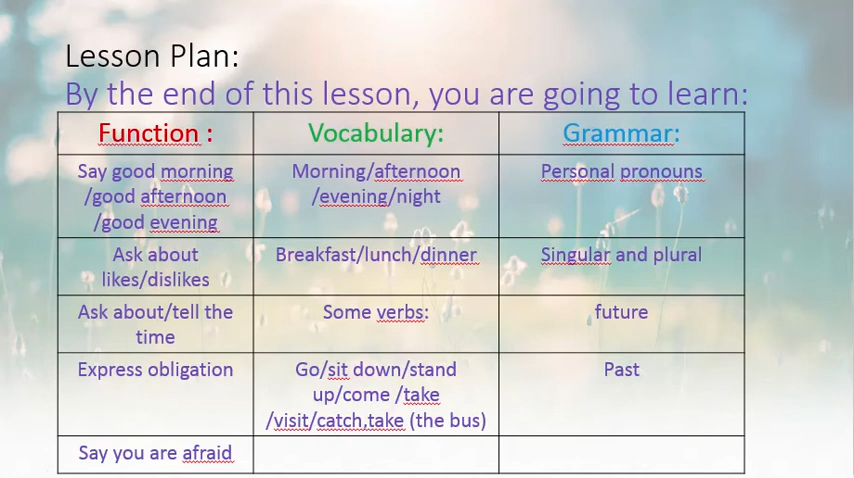 Lesson Plan:
By the end of this lesson, you are going to learn:
Function :
Vocabulary:
Grammar:
Say good morning
/good afternoon
/good evening
Morning/afternoon
/evening/night
Personal pronouns
Ask about
likes/dislikes
Breakfast/lunch/dinner
Singular and plural
Ask about/tell the
time
Some verbs:
future
Express obligation
Go/sit down/stand
up/come /take
/visit/catch,take (the bus)
Past
Say you are afraid